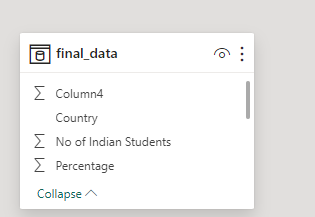 final_data
Column4
Country
No of Indian Students
Percentage
Collapse